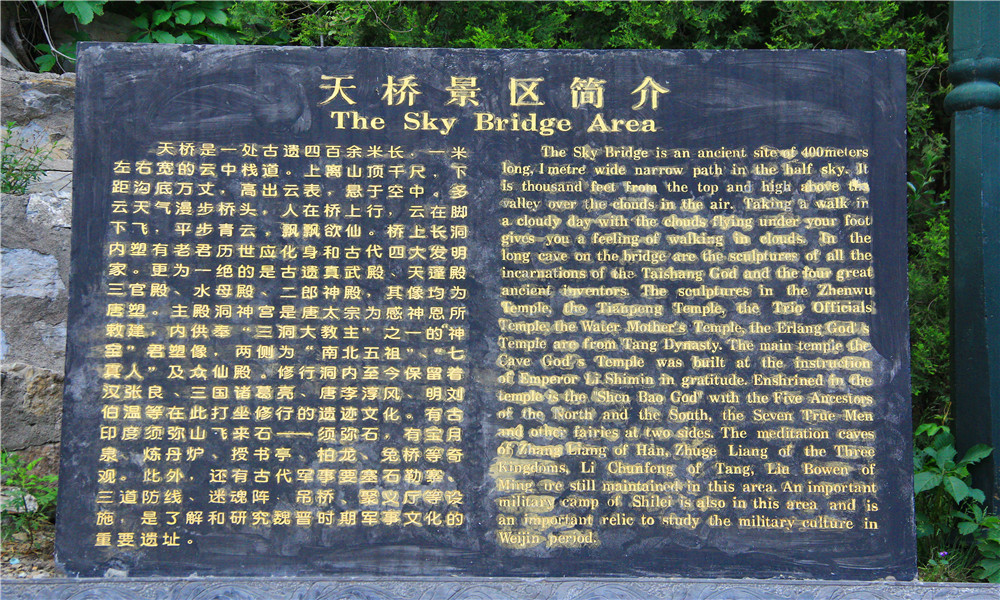 天桥景区简介
The Sky Bridge Area
天桥是一处古遗四百余米长，一米
左右宽的云中栈道。上离山顶千尺，下
距沟底万丈，高出云表，悬于空中。多
云天气漫步桥头，人在桥上行，云在脚
下飞，平步青云，飘飘欲仙。桥上长洞
内塑有老君历世应化身和古代四大发明
家。更为一绝的是古遗真武殿、天蓬殿
三官殿、水母殿、二郎神殿，其像均为
唐塑。主殿洞神宫是唐太宗为感神恩所
敕建，内供奉“三洞大教主”之一的“神
宝”君塑像，两侧为“南北五祖”、“七
真人”及众仙殿。修行洞内至今保留着
汉张良、三国诸葛亮、唐李淳风、明刘
伯温等在此打坐修行的遗迹文化。有古
印度须弥山飞来石——须弥石，有宝月
泉、炼丹炉、授书亭、柏龙、兔桥等奇
观。此外，还有古代军事要塞石勒寨。
三道防线、迷魂阵、吊桥、聚义厅等设
施，是了解和研究魏晋时期军事文化的
重要遗址。
The Sky Bridge is an ancient site of 400meters
long, 1metre wide narrow path in the half sky. It
is thousand feet from the top and high above the
valley over the clouds in the air. Taking a walk in
a cloudy day with the clouds flying under your foot
gives you a feeling of walking in clouds. In the
long cave on the bridge are the sculptures of all the
incarnations of the Taishang God and the four great
ancient inventors. The sculptures in the Zhenwu
Temple, the Tianpeng Temple, the Trio Officials
Temple, the Water Mother's Temple, the Erlang God's
Temple are from Tang Dynasty. The main temple the
Cave God's Temple was built at the instruction
of Emperor Li Shimin in gratitude. Enshrined in the
temple is the "Shen Bao God" with the Five Ancestors
of the North and the South, the Seven True Men
and other fairies at two sides. The meditation caves
of Zhang Liang of Han, Zhuge Liang of the Three
Kingdoms, Li Chunfeng of Tang, Liu Bowen of
Ming are still maintained in this area. An important
military camp of Shilei is also in this area and is
an important relic to study the military culture in
Weijin period.